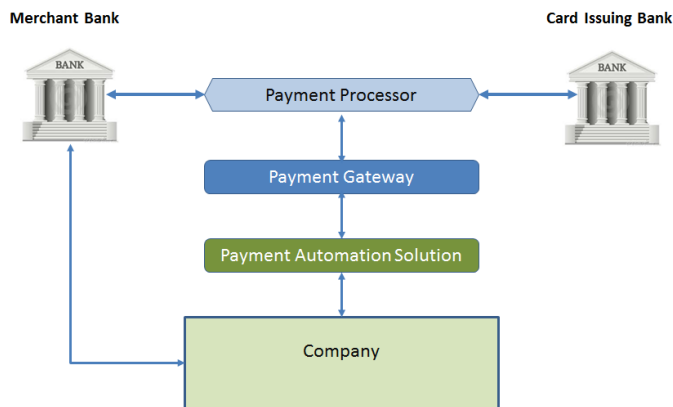 Merchant Bank
Card Issuing Bank
BANK
BANK
Payment Processor
Payment Gateway
Payment Automation Solution
Company